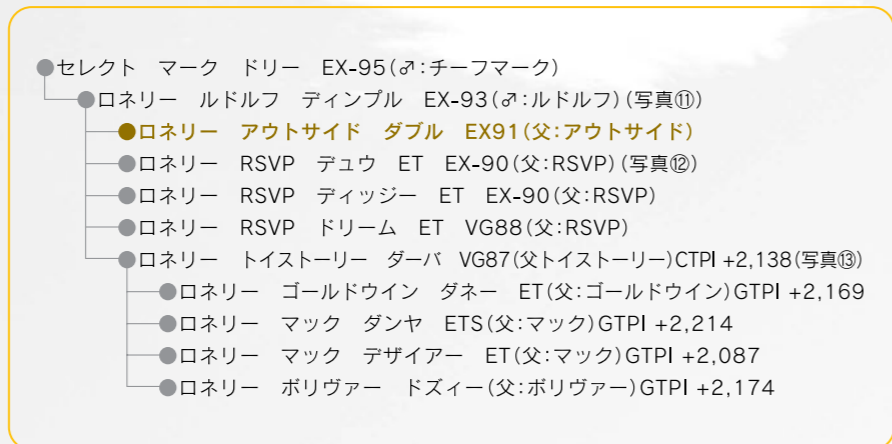 セレクト　マーク　ドリー　EX-95(♂:チーフマーク)
ロネリー　ルドルフ　ディンプル　EX-93(♂:ルドルフ)(写真⑪)
ロネリー　アウトサイド　ダブル　EX91(父:アウトサイド)
ロネリー　RSVP　デュウ　ET　EX-90(父:RSVP)(写真⑫)
ロネリー　RSVP　ディッジー　ET　EX-90(父:RSVP)
ロネリー　RSVP　ドリーム　ET　VG88(父:RSVP)
ロネリー　トイストーリー　ダーバ　VG87(父トイストーリー)CTPI +2,138(写真⑬)
ロネリー　ゴールドウイン　ダネー　ET(父:ゴールドウイン)GTPI +2,169
ロネリー　マック　ダンヤ　ETS(父:マック)GTPI +2,214
ロネリー　マック　デザイアー　ET(父:マック)GTPI +2,087
ロネリー　ボリヴァー　ドズィー(父:ボリヴァー)GTPI +2,174